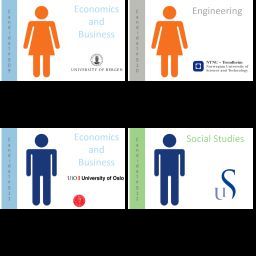 Economics
and
Business
UNIVERSITY OF BERGEN
Engineering
NTNU – Trondheim
Norwegian University of
Science and Technology
Economics
and
Business
UiO University of Oslo
Social Studies
uS